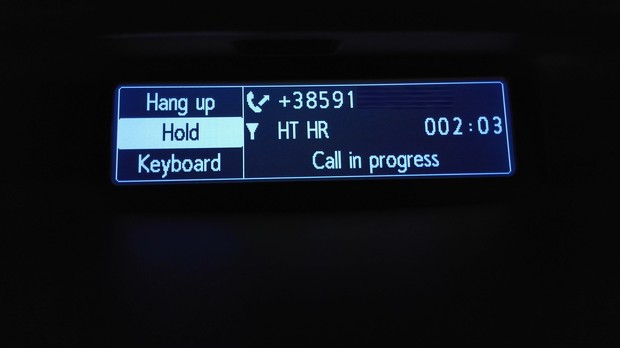 Hang up
Hold
Keyboard
+38591
HT HR 002:03
Call in progress